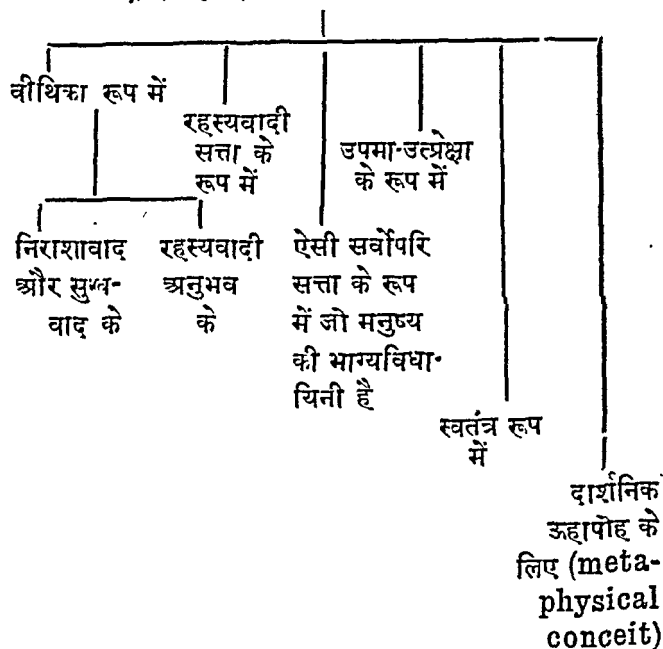 वीथिका रूप में
रहस्यवादी
सत्ता के
रूप में
उपमा-उत्प्रेक्षा
के रूप में
निराशावाद
और सुख-
वाद के
रहस्यवादी
अनुभव
के
ऐसी सर्वोपरि
सत्ता के रूप
में जो मनुष्य
की भाग्यविधा-
यिनी है
स्वतंत्र रूप
में
दार्शनिक
ऊहापोह के
लिए (meta-
physical
conceit)